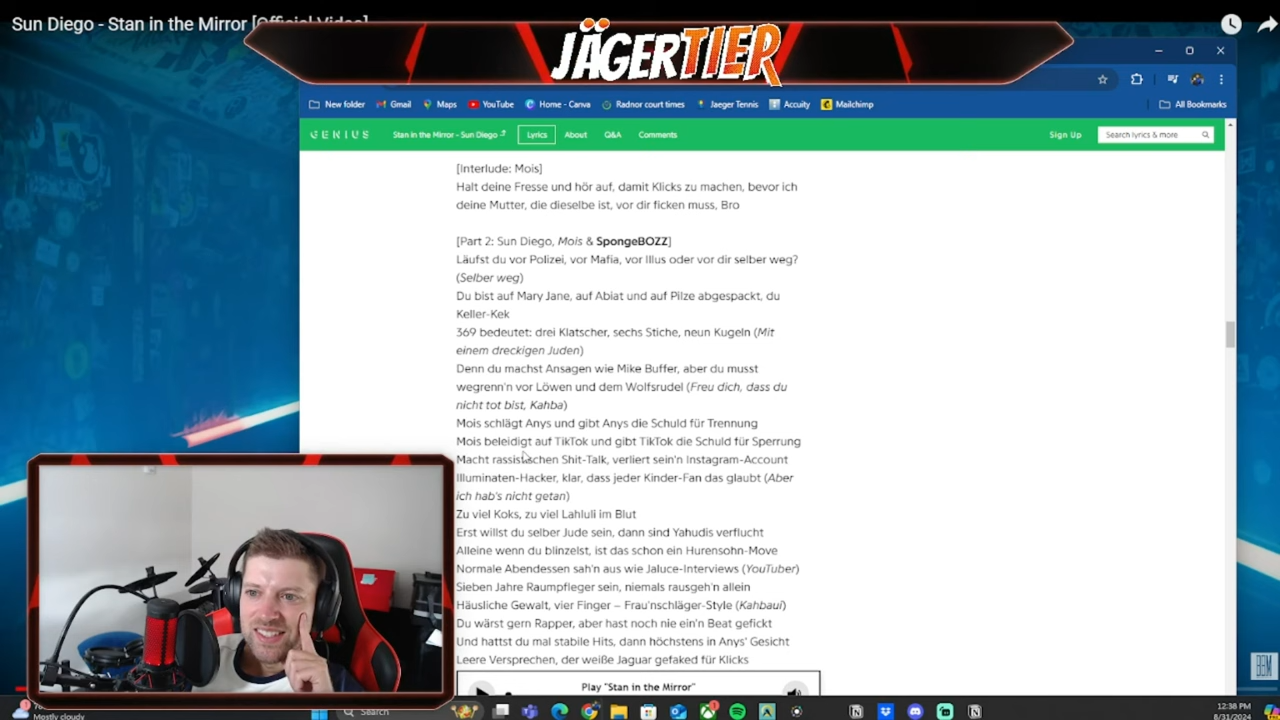 Sun Diego - Stan in the Mirror [Official Video]
JÄGERTIER
New folder Gmail Maps YouTube Home - Canva Radnor court times Jaeger Tennis Accuity Mailchimp All Bookmarks
GENIUS Stan in the Mirror - Sun Diego Lyrics About Q&A Comments Sign Up Search lyrics & more
[Interlude: Mois]
Halt deine Fresse und hör auf, damit Klicks zu machen, bevor ich
deine Mutter, die dieselbe ist, vor dir ficken muss, Bro
[Part 2: Sun Diego, Mois & SpongeBOZZ]
Läufst du vor Polizei, vor Mafia, vor Illus oder vor dir selber weg?
(Selber weg)
Du bist auf Mary Jane, auf Abiat und auf Pilze abgespackt, du
Keller-Kek
369 bedeutet: drei Klatscher, sechs Stiche, neun Kugeln (Mit
einem dreckigen Juden)
Denn du machst Ansagen wie Mike Buffer, aber du musst
wegrenn'n vor Löwen und dem Wolfsrudel (Freu dich, dass du
nicht tot bist, Kahba)
Mois schlägt Anys und gibt Anys die Schuld für Trennung
Mois beleidigt auf TikTok und gibt TikTok die Schuld für Sperrung
Macht rassistischen Shit-Talk, verliert sein'n Instagram-Account
Illuminaten-Hacker, klar, dass jeder Kinder-Fan das glaubt (Aber
ich hab's nicht getan)
Zu viel Koks, zu viel Lahluli im Blut
Erst willst du selber Jude sein, dann sind Yahudis verflucht
Alleine wenn du blinzelst, ist das schon ein Hurensohn-Move
Normale Abendessen sah'n aus wie Jaluce-Interviews (YouTuber)
Sieben Jahre Raumpfleger sein, niemals rausgeh'n allein
Häusliche Gewalt, vier Finger – Frau'nschläger-Style (Kahbaui)
Du wärst gern Rapper, aber hast noch nie ein'n Beat gefickt
Und hattst du mal stabile Hits, dann höchstens in Anys' Gesicht
Leere Versprechen, der weiße Jaguar gefaked für Klicks
Play "Stan in the Mirror"
BBM
Mostly cloudy
Search
12:38 PM
8/31/2024